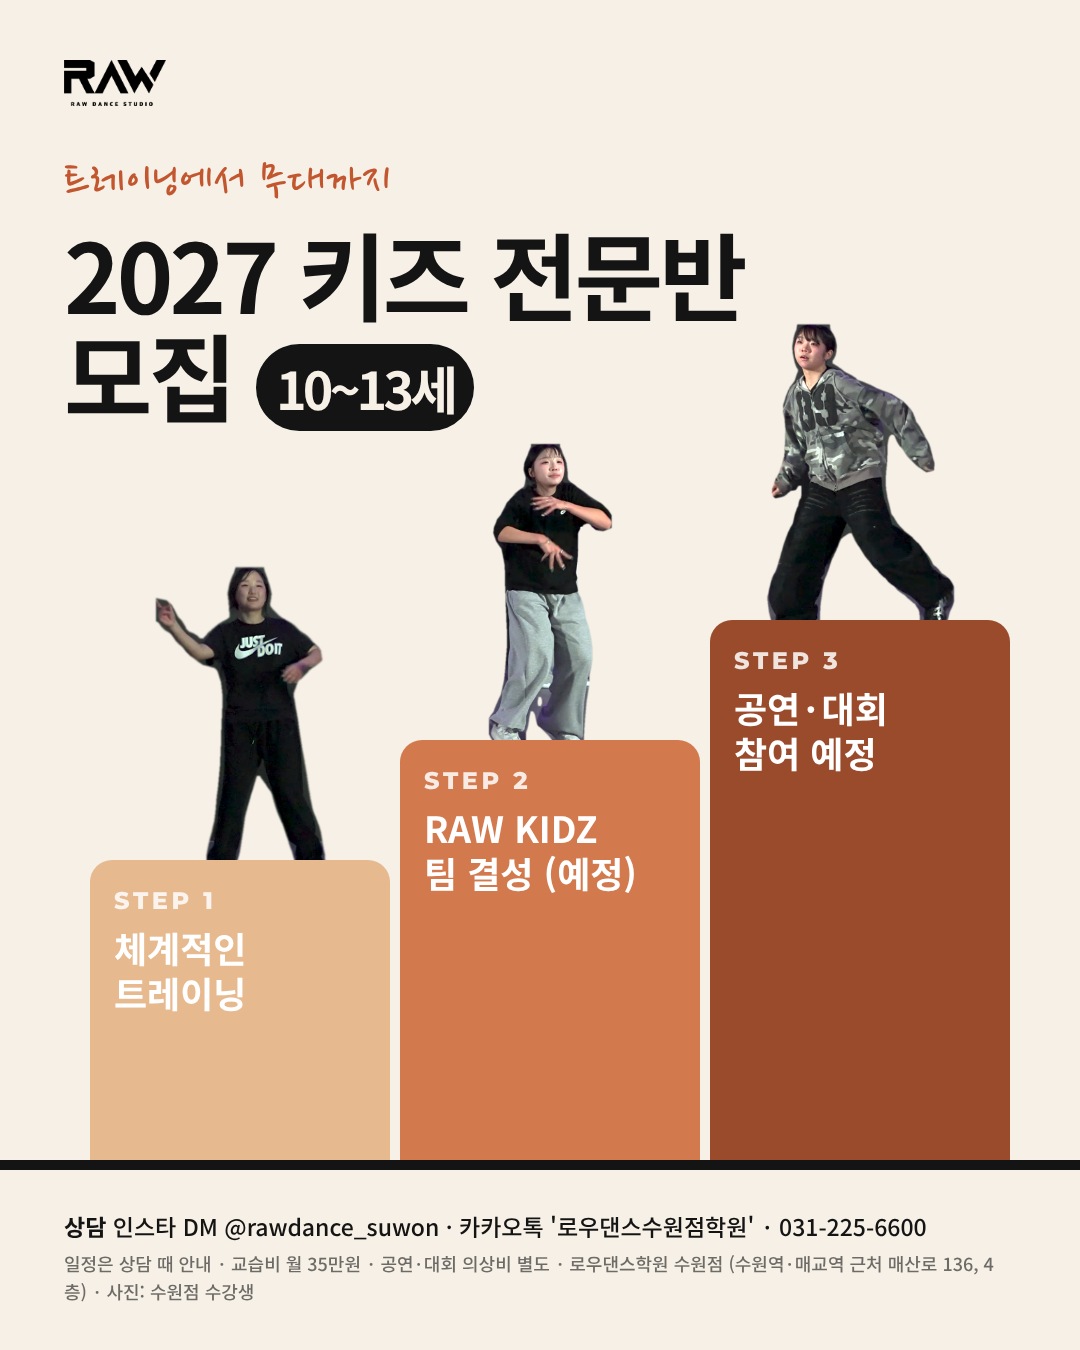 RAW
RAW DANCE STUDIO
트레이닝에서 무대까지
2027 키즈 전문반
모집 10~13세
89
JUST
DO IT
STEP 3
공연·대회
참여 예정
STEP 2
RAW KIDZ
팀 결성 (예정)
STEP 1
체계적인
트레이닝
상담 인스타 DM @rawdance_suwon · 카카오톡 '로우댄스수원점학원' · 031-225-6600
일정은 상담 때 안내 · 교습비 월 35만원 · 공연·대회 의상비 별도 · 로우댄스학원 수원점 (수원역·매교역 근처 매산로 136, 4
층) · 사진: 수원점 수강생